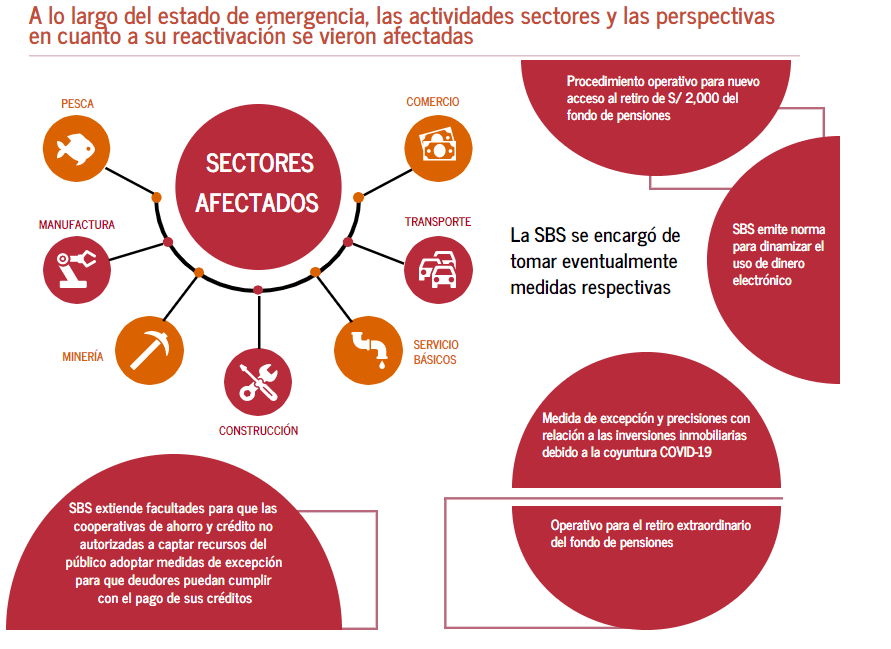 A lo largo del estado de emergencia, las actividades sectores y las perspectivas
en cuanto a su reactivación se vieron afectadas
PESCA
COMERCIO
SECTORES
AFECTADOS
MANUFACTURA
TRANSPORTE
MINERÍA
SERVICIO
BÁSICOS
CONSTRUCCIÓN
Procedimiento operativo para nuevo
acceso al retiro de S/ 2,000 del
fondo de pensiones
SBS emite norma
para dinamizar el
uso de dinero
electrónico
La SBS se encargó de
tomar eventualmente
medidas respectivas
Medida de excepción y precisiones con
relación a las inversiones inmobiliarias
debido a la coyuntura COVID-19
Operativo para el retiro extraordinario
del fondo de pensiones
SBS extiende facultades para que las
cooperativas de ahorro y crédito no
autorizadas a captar recursos del
público adoptar medidas de excepción
para que deudores puedan cumplir
con el pago de sus créditos